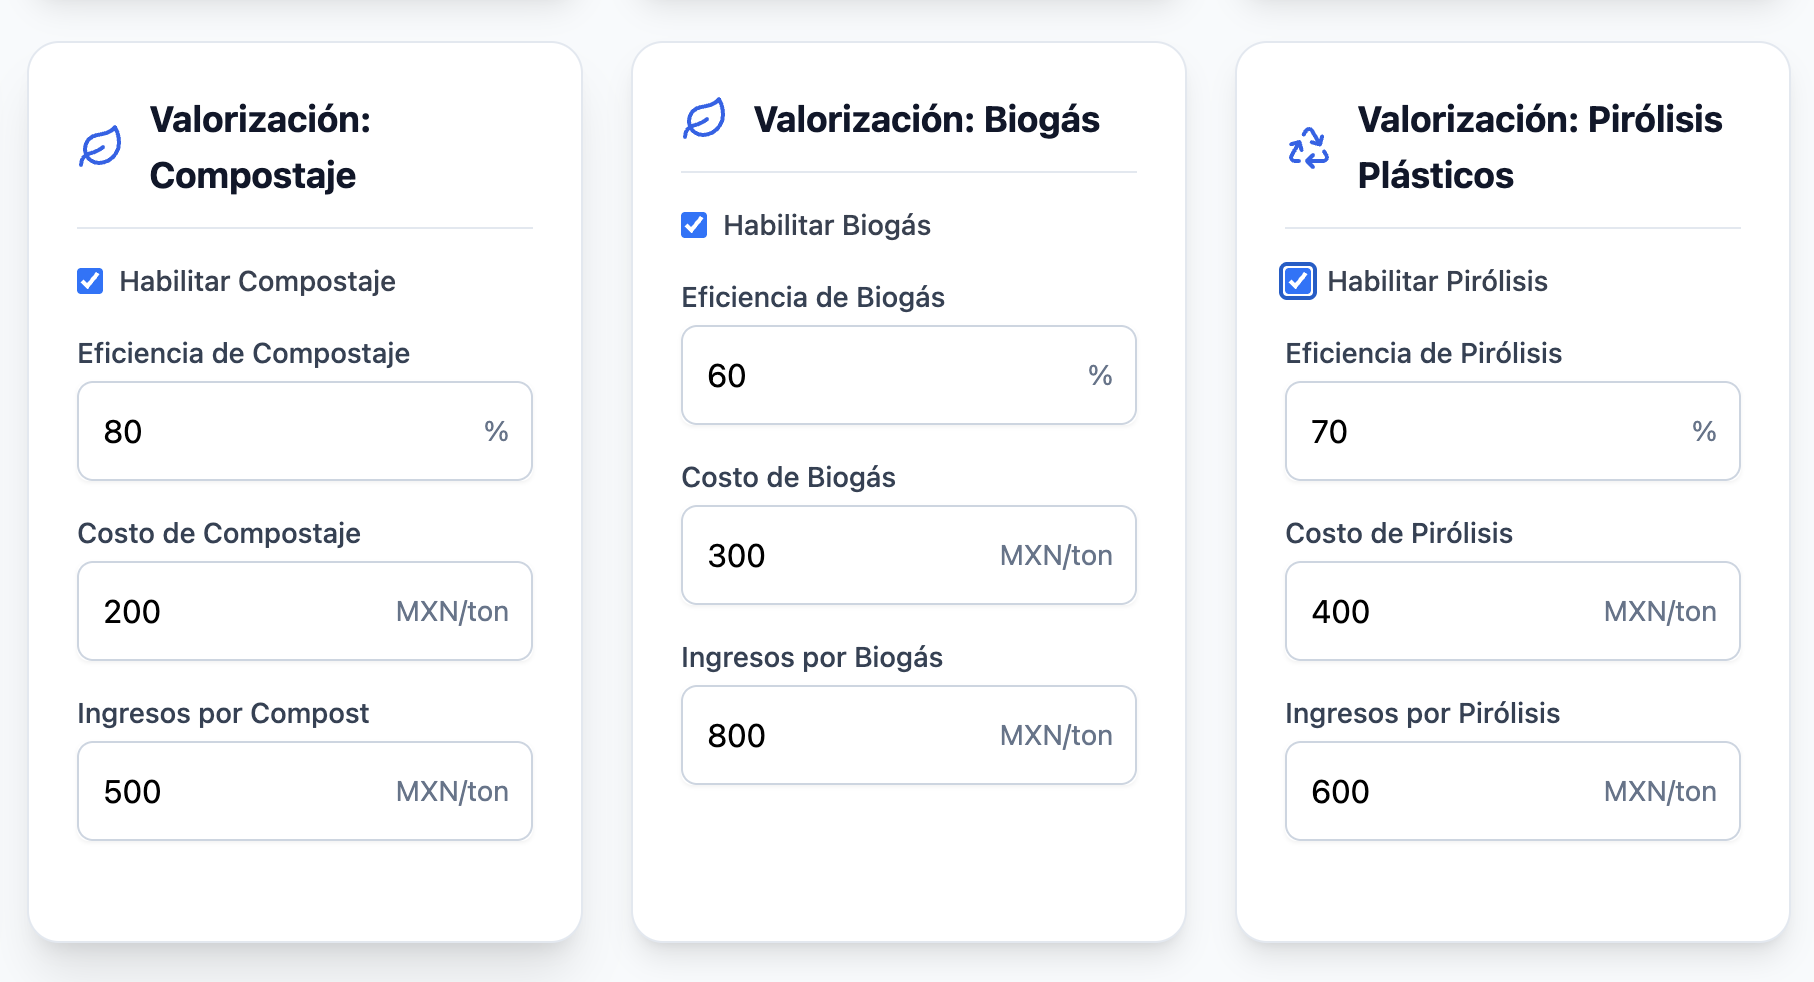 Valorización:
Compostaje
Habilitar Compostaje
Eficiencia de Compostaje
80 %
Costo de Compostaje
200 MXN/ton
Ingresos por Compost
500 MXN/ton
Valorización: Biogás
Habilitar Biogás
Eficiencia de Biogás
60 %
Costo de Biogás
300 MXN/ton
Ingresos por Biogás
800 MXN/ton
Valorización: Pirólisis
Plásticos
Habilitar Pirólisis
Eficiencia de Pirólisis
70 %
Costo de Pirólisis
400 MXN/ton
Ingresos por Pirólisis
600 MXN/ton